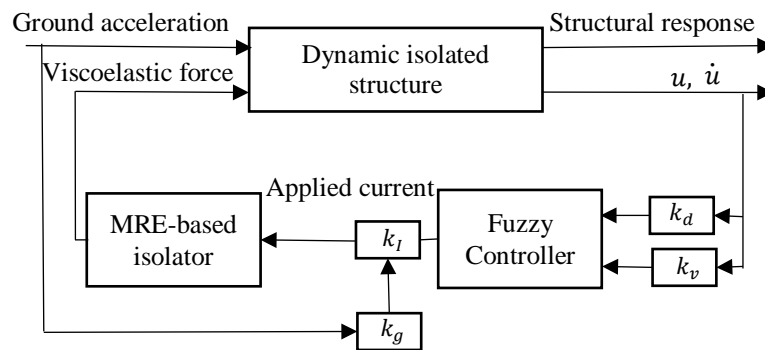 Ground acceleration
Structural response
Dynamic isolated
structure
Viscoelastic force
u, u̇
Applied current
MRE-based
isolator
k_I
Fuzzy
Controller
k_d
k_v
k_g